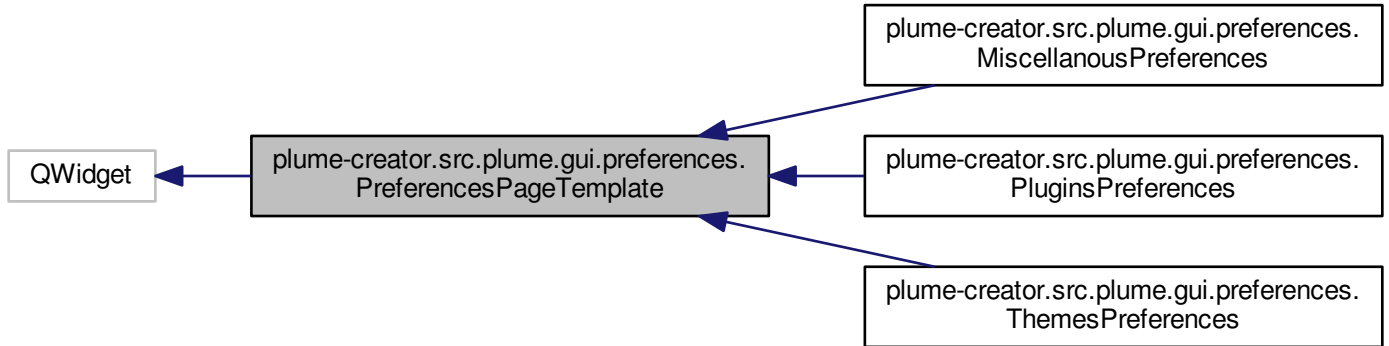 QWidget
plume-creator.src.plume.gui.preferences.
PreferencesPageTemplate
plume-creator.src.plume.gui.preferences.
MiscellanousPreferences
plume-creator.src.plume.gui.preferences.
PluginsPreferences
plume-creator.src.plume.gui.preferences.
ThemesPreferences